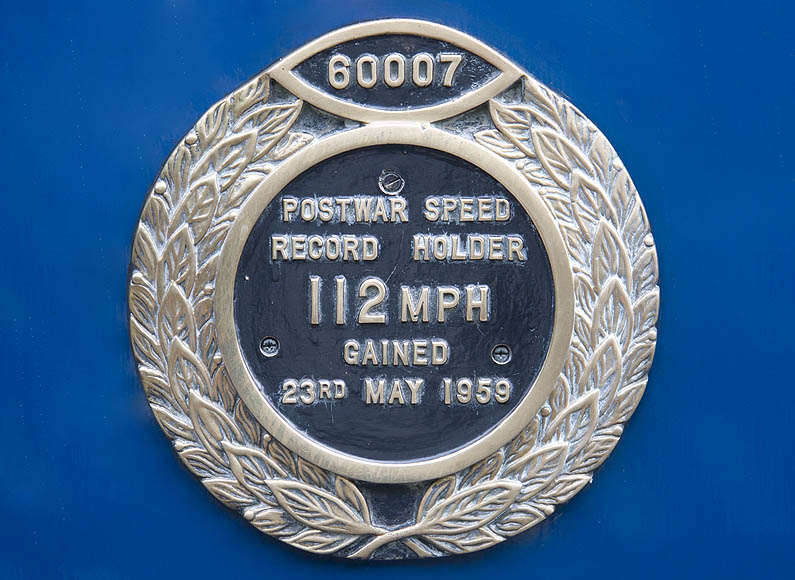 60007
POSTWAR SPEED
RECORD HOLDER
112 MPH
GAINED
23RD MAY 1959